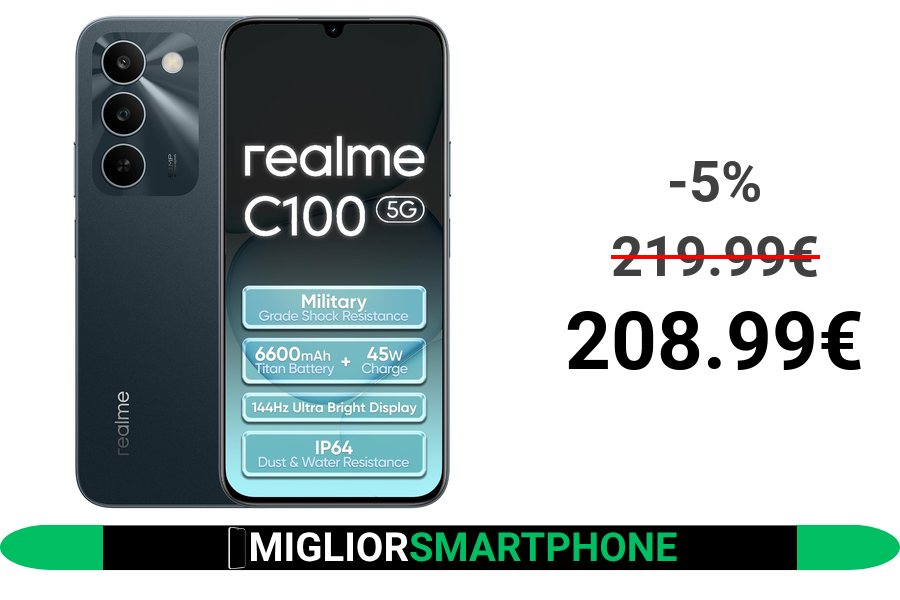 realme
C100 5G
Military
Grade Shock Resistance
6600mAh
Titan Battery
+
45W
Charge
144Hz Ultra Bright Display
IP64
Dust & Water Resistance
realme
-5%
219.99€
208.99€
MIGLIORSMARTPHONE